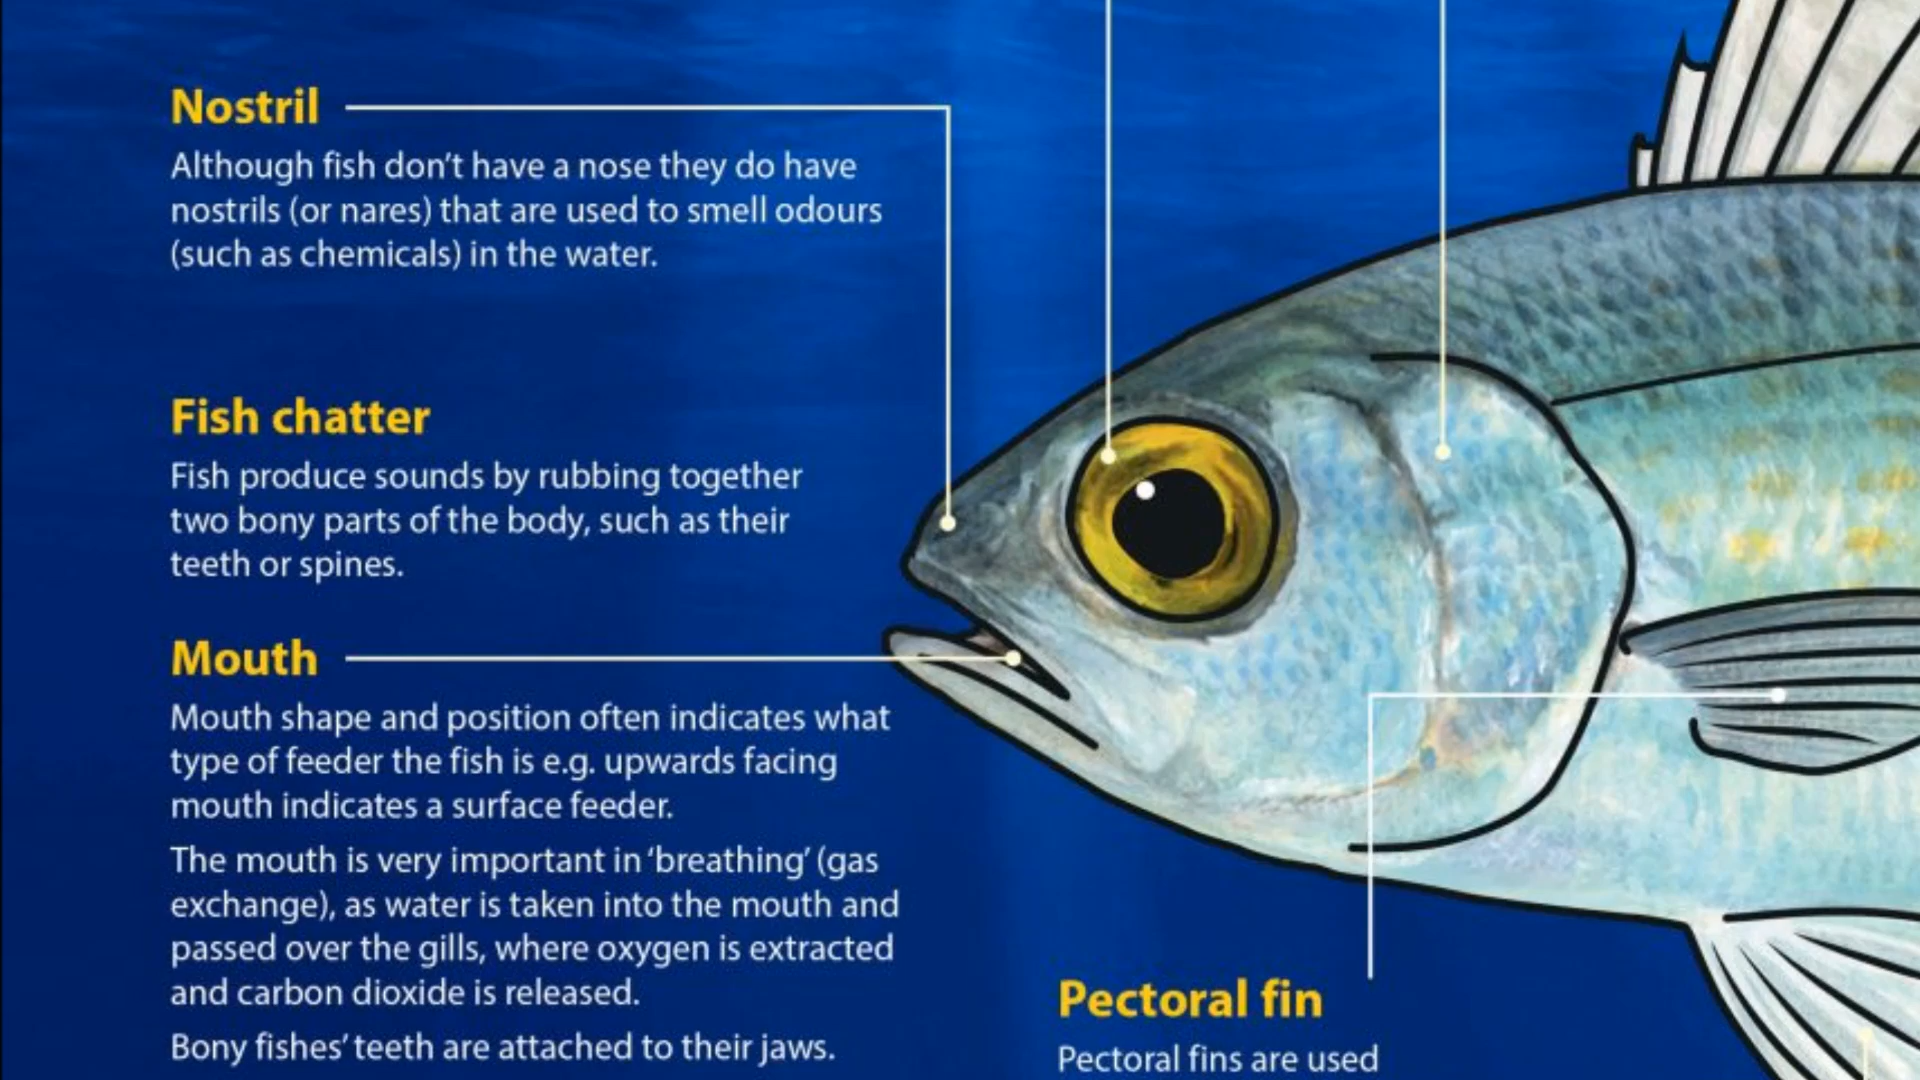 Nostril
Although fish don't have a nose they do have
nostrils (or nares) that are used to smell odours
(such as chemicals) in the water.
Fish chatter
Fish produce sounds by rubbing together
two bony parts of the body, such as their
teeth or spines.
Mouth
Mouth shape and position often indicates what
type of feeder the fish is e.g. upwards facing
mouth indicates a surface feeder.
The mouth is very important in ‘breathing’ (gas
exchange), as water is taken into the mouth and
passed over the gills, where oxygen is extracted
and carbon dioxide is released.
Bony fishes’ teeth are attached to their jaws.
Pectoral fin
Pectoral fins are used